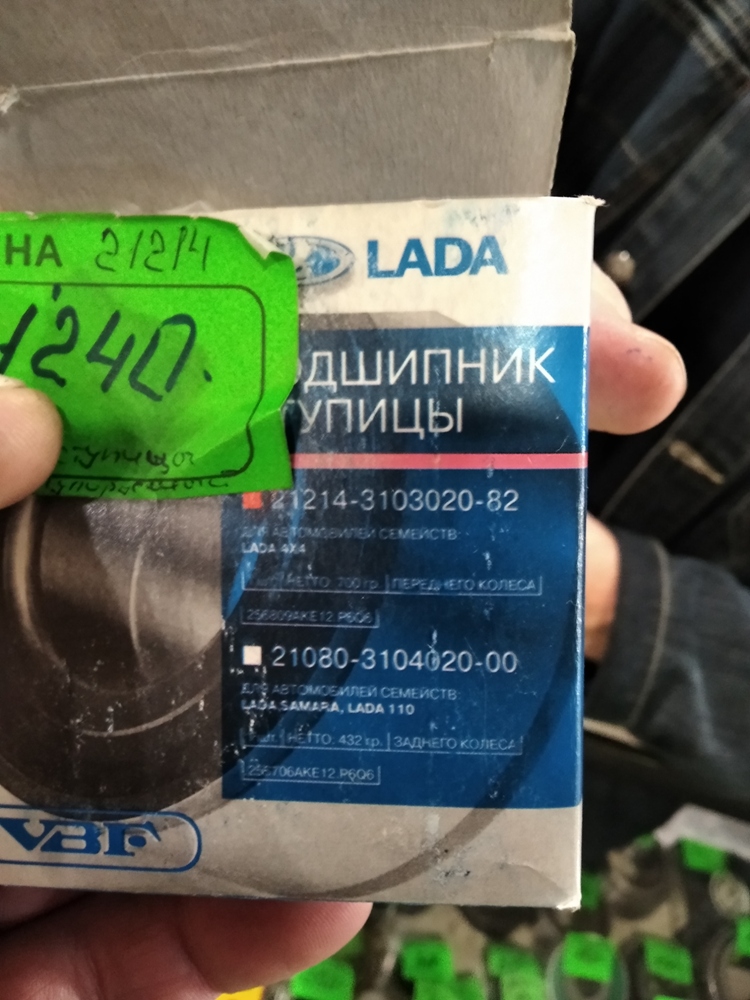 НА 21214
1240.
LADA
ДШИПНИК
УПИЦЫ
21214-3103020-82
ДЛЯ АВТОМОБИЛЕЙ СЕМЕЙСТВ:
LADA 4X4
НЕТТО: 700 гр. ПЕРЕДНЕГО КОЛЕСА
256809АКЕ12.Р6Q6
21080-3104020-00
ДЛЯ АВТОМОБИЛЕЙ СЕМЕЙСТВ:
LADA SAMARA, LADA 110
НЕТТО: 432 гр. ЗАДНЕГО КОЛЕСА
256706АКЕ12.Р6Q6
VBF